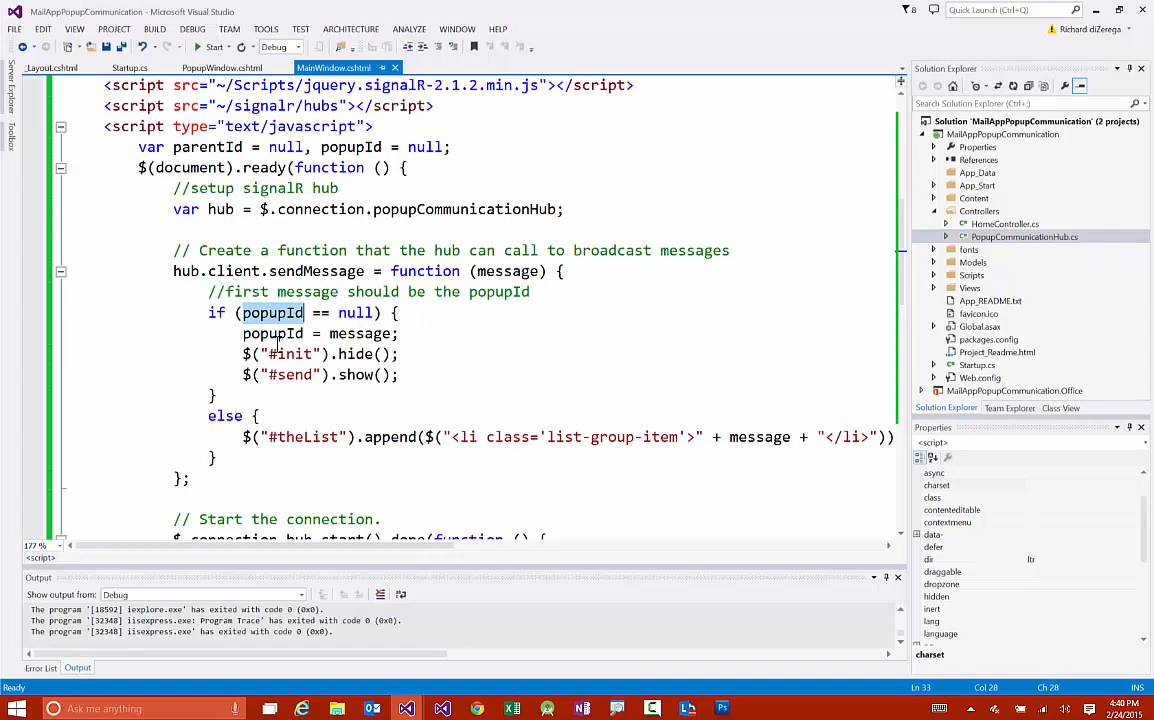 MailAppPopupCommunication - Microsoft Visual Studio
8
Quick Launch (Ctrl+Q)
FILE EDIT VIEW PROJECT BUILD DEBUG TEAM TOOLS TEST ARCHITECTURE ANALYZE WINDOW HELP
Richard diZerega
Start Debug
_Layout.cshtml Startup.cs PopupWindow.cshtml MainWindow.cshtml
Server Explorer
Toolbox
<script src="~/Scripts/jquery.signalR-2.1.2.min.js"></script>
<script src="~/signalr/hubs"></script>
<script type="text/javascript">
var parentId = null, popupId = null;
$(document).ready(function () {
//setup signalR hub
var hub = $.connection.popupCommunicationHub;
// Create a function that the hub can call to broadcast messages
hub.client.sendMessage = function (message) {
//first message should be the popupId
if (popupId == null) {
popupId = message;
$("#init").hide();
$("#send").show();
}
else {
$("#theList").append($("<li class='list-group-item'>" + message + "</li>"))
}
};
// Start the connection.
$.connection.hub.start().done(function () {
177 %
<script>
Output
Show output from: Debug
The program '[18592] iexplore.exe' has exited with code 0 (0x0).
The program '[32348] iisexpress.exe: Program Trace' has exited with code 0 (0x0).
The program '[32348] iisexpress.exe' has exited with code 0 (0x0).
Error List Output
Solution Explorer
Search Solution Explorer (Ctrl+;)
Solution 'MailAppPopupCommunication' (2 projects)
MailAppPopupCommunication
Properties
References
App_Data
App_Start
Content
Controllers
HomeController.cs
PopupCommunicationHub.cs
fonts
Models
Scripts
Views
App_README.txt
favicon.ico
Global.asax
packages.config
Project_Readme.html
Startup.cs
Web.config
MailAppPopupCommunication.Office
Solution Explorer Team Explorer Class View
Properties
<script>
async
charset
class
contenteditable
contextmenu
data-
defer
dir ltr
draggable
dropzone
hidden
inert
lang
language
charset
Ready Ln 33 Col 28 Ch 28 INS
Ask me anything
4:40 PM
2/24/2015